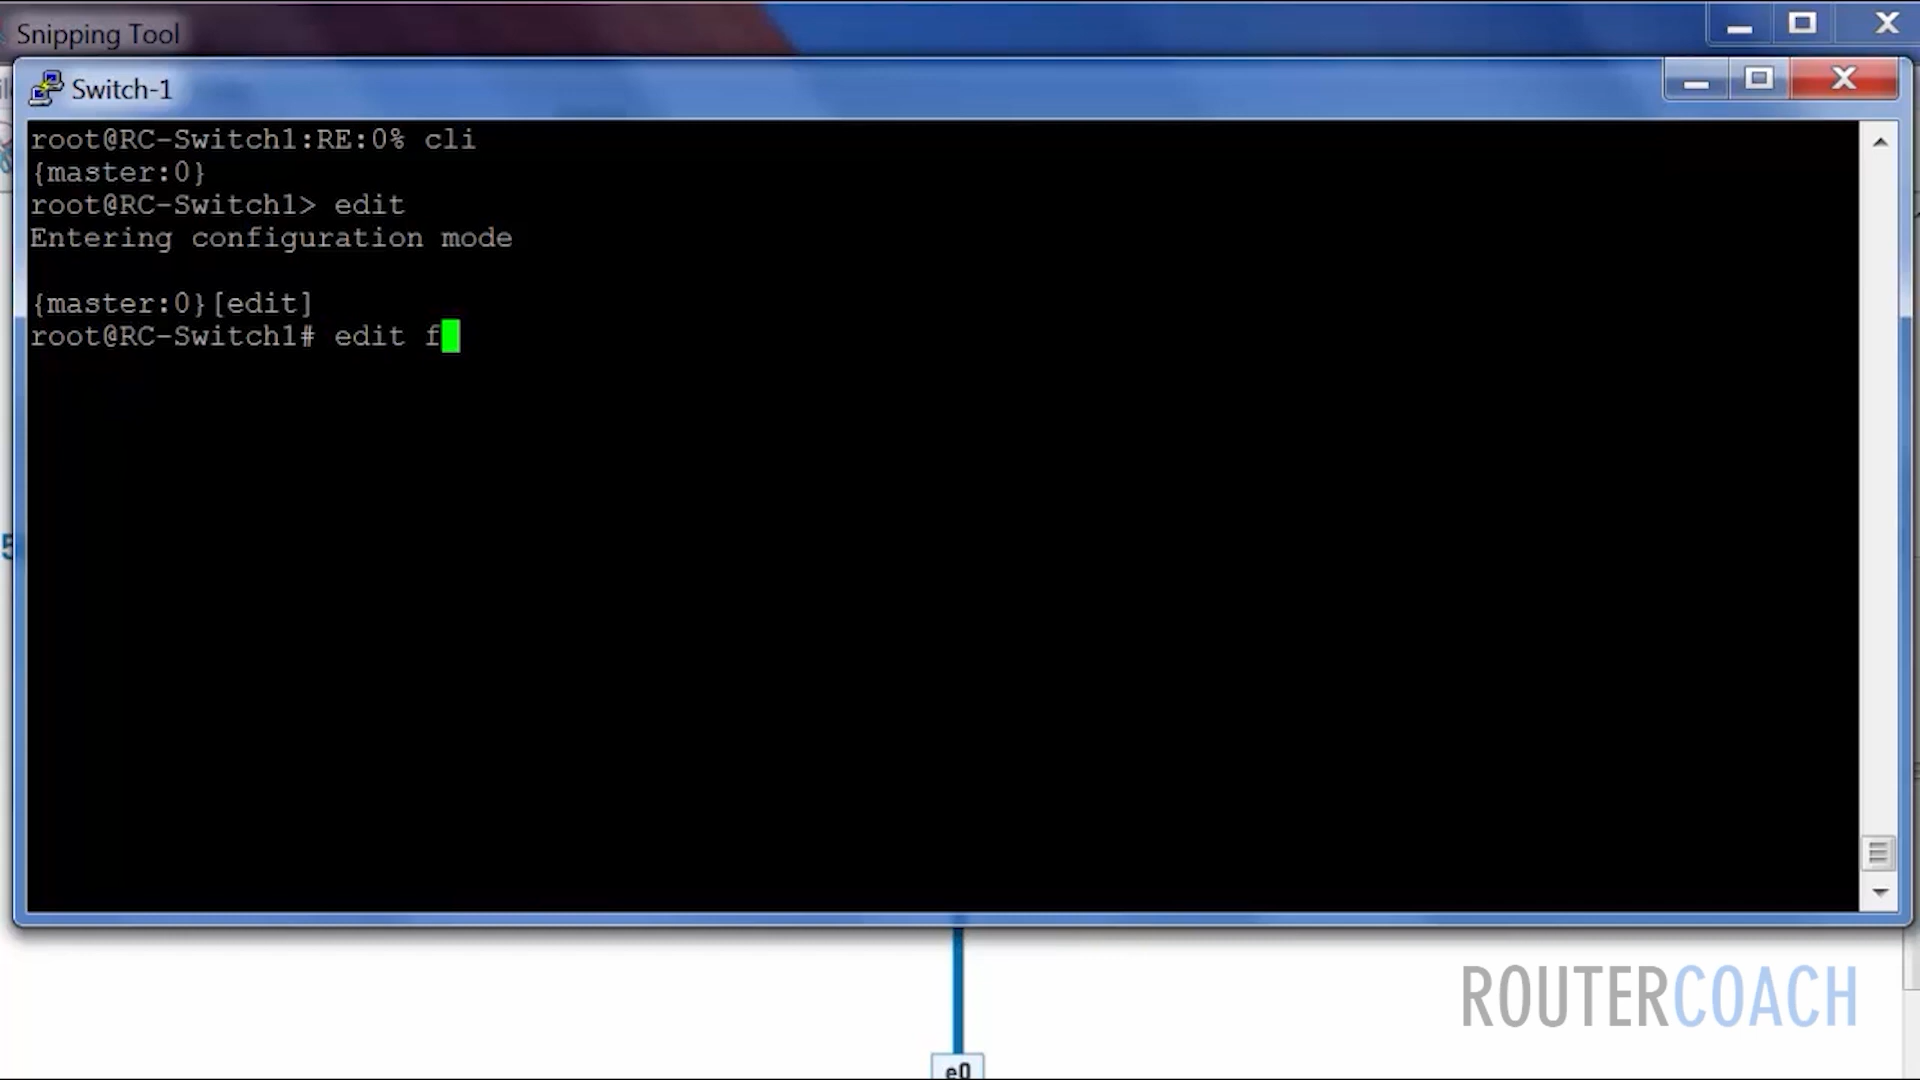 Snipping Tool
Switch-1
root@RC-Switch1:RE:0% cli
{master:0}
root@RC-Switch1> edit
Entering configuration mode
{master:0}[edit]
root@RC-Switch1# edit f
5
ROUTERCOACH
e0